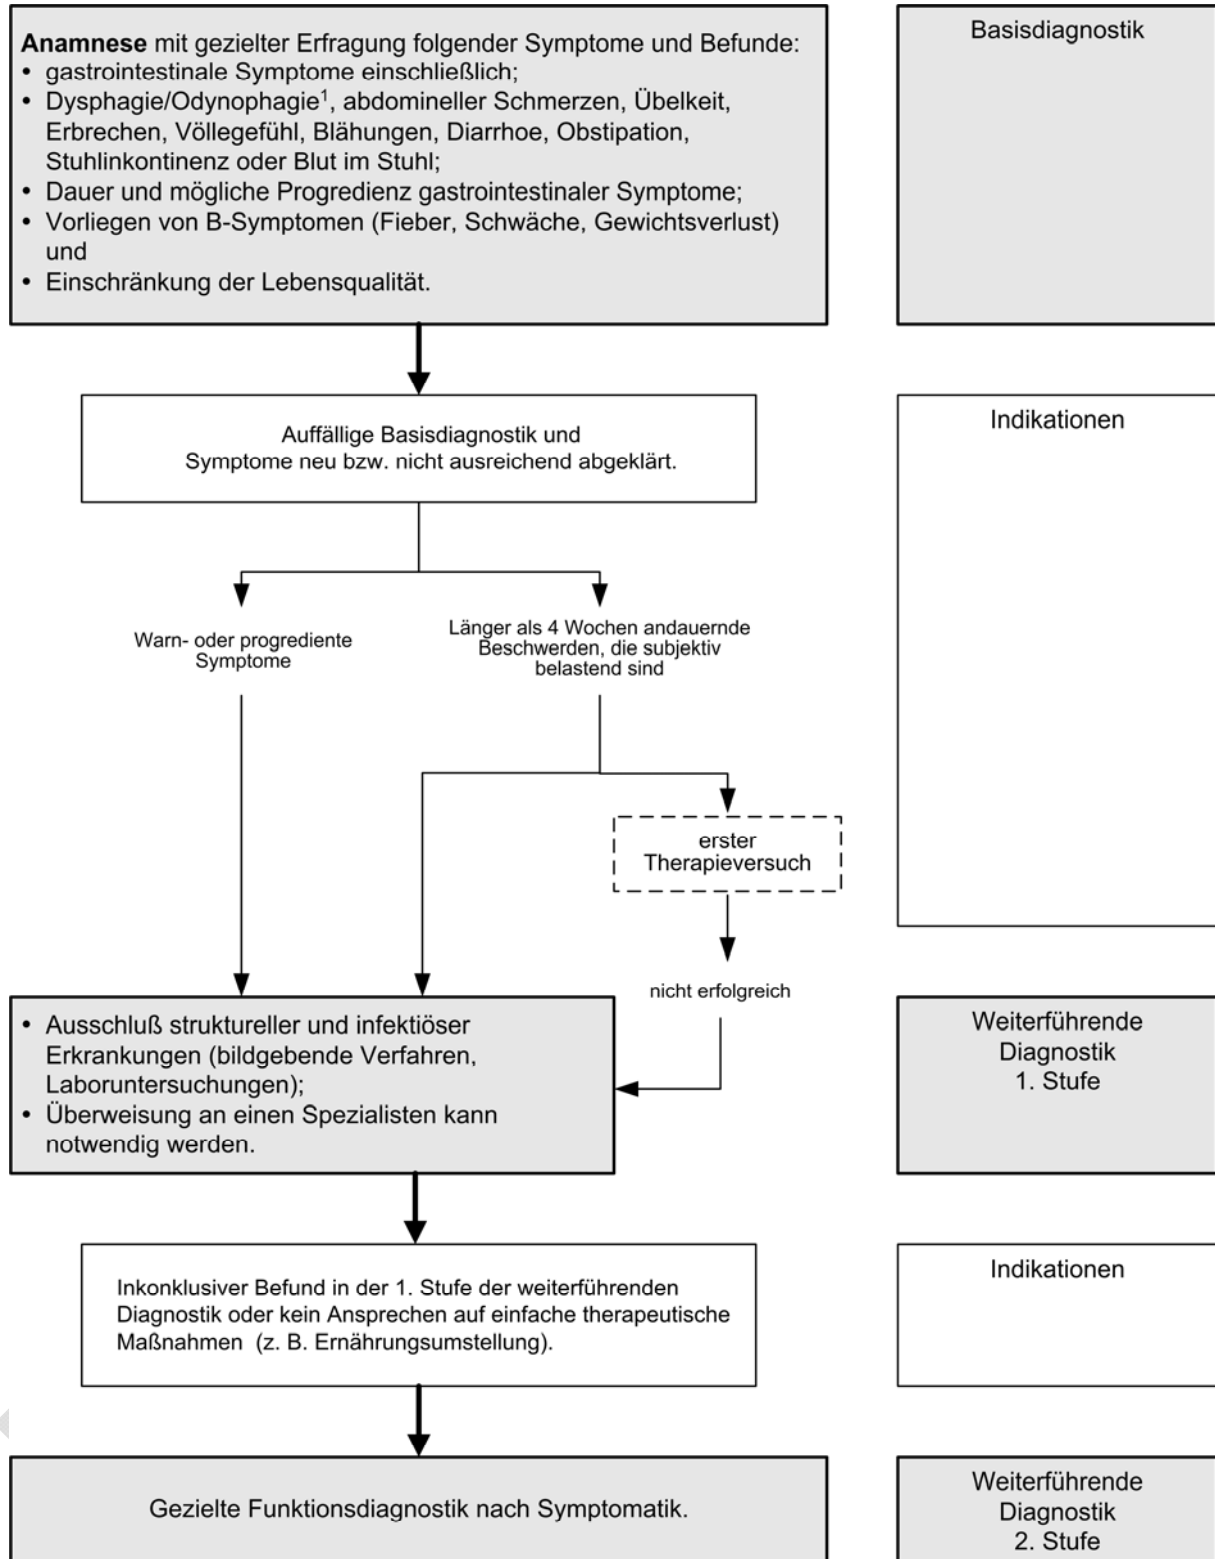 Anamnese mit gezielter Erfragung folgender Symptome und Befunde:
• gastrointestinale Symptome einschließlich;
• Dysphagie/Odynophagie¹, abdomineller Schmerzen, Übelkeit,
Erbrechen, Völlegefühl, Blähungen, Diarrhoe, Obstipation,
Stuhlinkontinenz oder Blut im Stuhl;
• Dauer und mögliche Progredienz gastrointestinaler Symptome;
• Vorliegen von B-Symptomen (Fieber, Schwäche, Gewichtsverlust)
und
• Einschränkung der Lebensqualität.
Basisdiagnostik
Auffällige Basisdiagnostik und
Symptome neu bzw. nicht ausreichend abgeklärt.
Indikationen
Warn- oder progrediente
Symptome
Länger als 4 Wochen andauernde
Beschwerden, die subjektiv
belastend sind
erster
Therapieversuch
nicht erfolgreich
• Ausschluß struktureller und infektiöser
Erkrankungen (bildgebende Verfahren,
Laboruntersuchungen);
• Überweisung an einen Spezialisten kann
notwendig werden.
Weiterführende
Diagnostik
1. Stufe
Inkonklusiver Befund in der 1. Stufe der weiterführenden
Diagnostik oder kein Ansprechen auf einfache therapeutische
Maßnahmen (z. B. Ernährungsumstellung).
Indikationen
Gezielte Funktionsdiagnostik nach Symptomatik.
Weiterführende
Diagnostik
2. Stufe